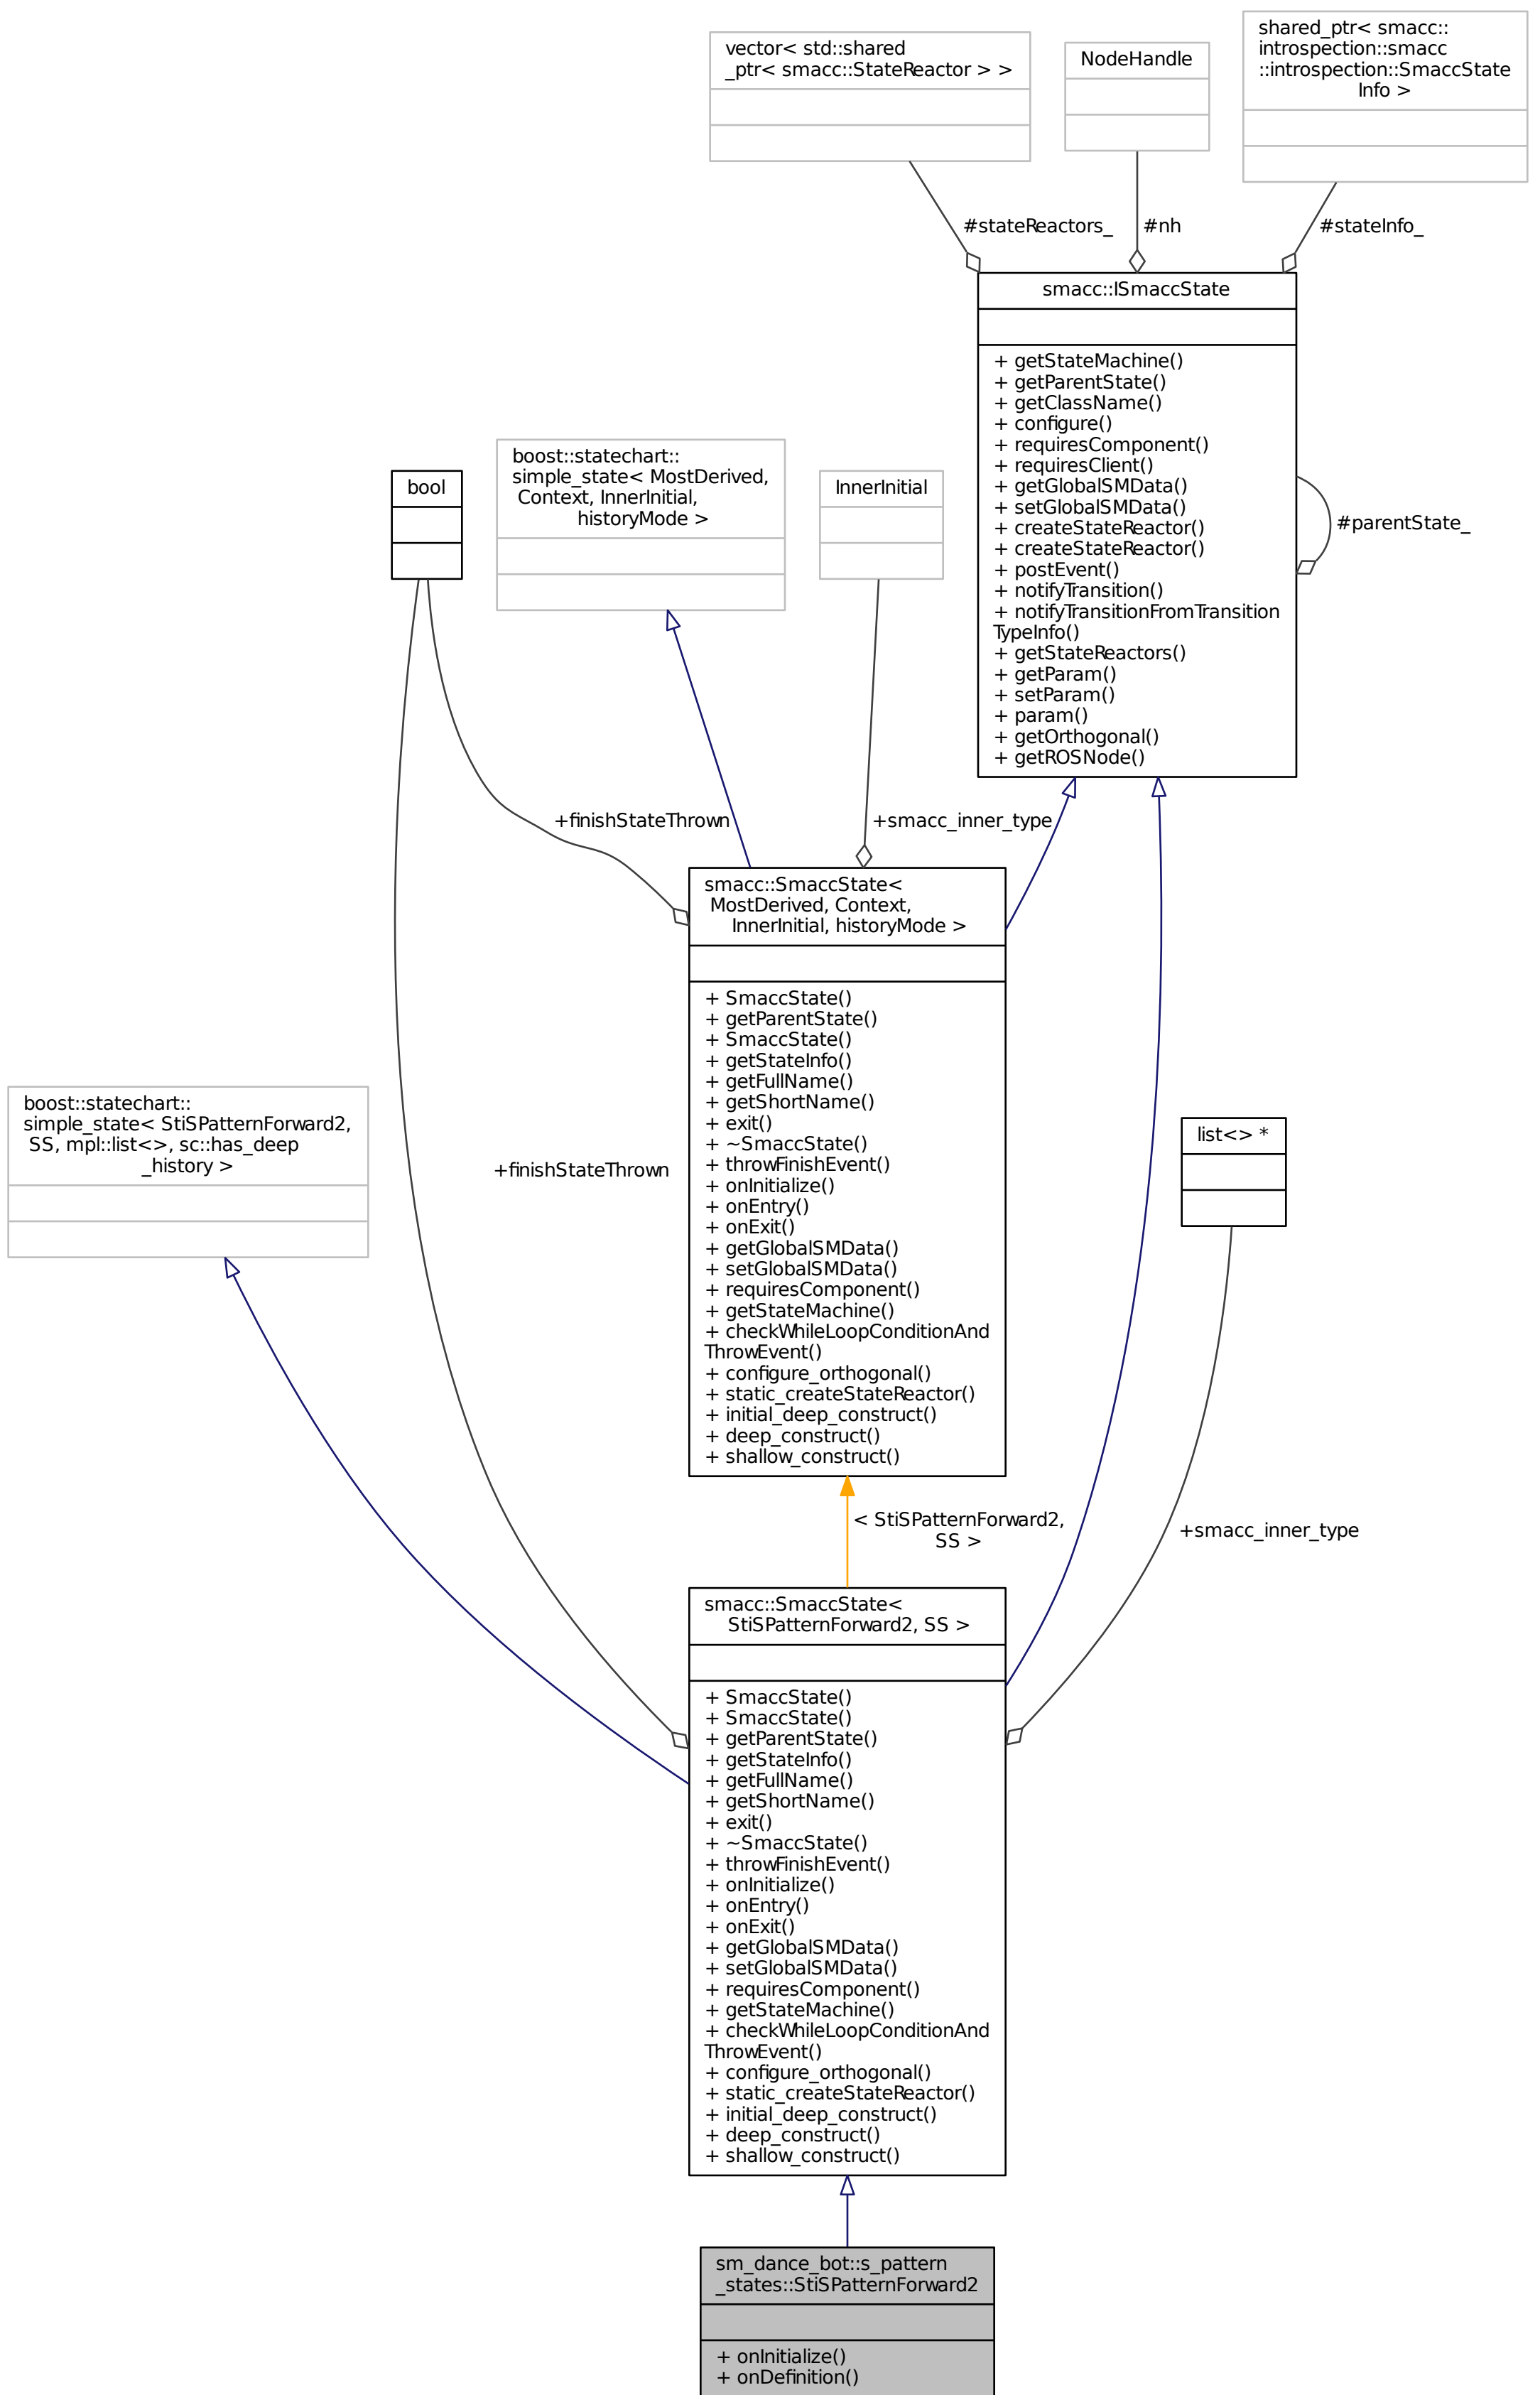 vector< std::shared
_ptr< smacc::StateReactor > >
NodeHandle
shared_ptr< smacc::
introspection::smacc
::introspection::SmaccState
Info >
#stateReactors_
#nh
#stateInfo_
smacc::ISmaccState
+ getStateMachine()
+ getParentState()
+ getClassName()
+ configure()
+ requiresComponent()
+ requiresClient()
+ getGlobalSMData()
+ setGlobalSMData()
+ createStateReactor()
+ createStateReactor()
+ postEvent()
+ notifyTransition()
+ notifyTransitionFromTransition
TypeInfo()
+ getStateReactors()
+ getParam()
+ setParam()
+ param()
+ getOrthogonal()
+ getROSNode()
#parentState_
bool
boost::statechart::
simple_state< MostDerived,
Context, InnerInitial,
historyMode >
InnerInitial
+finishStateThrown
+smacc_inner_type
smacc::SmaccState<
MostDerived, Context,
InnerInitial, historyMode >
+ SmaccState()
+ getParentState()
+ SmaccState()
+ getStateInfo()
+ getFullName()
+ getShortName()
+ exit()
+ ~SmaccState()
+ throwFinishEvent()
+ onInitialize()
+ onEntry()
+ onExit()
+ getGlobalSMData()
+ setGlobalSMData()
+ requiresComponent()
+ getStateMachine()
+ checkWhileLoopConditionAnd
ThrowEvent()
+ configure_orthogonal()
+ static_createStateReactor()
+ initial_deep_construct()
+ deep_construct()
+ shallow_construct()
boost::statechart::
simple_state< StiSPatternForward2,
SS, mpl::list<>, sc::has_deep
_history >
+finishStateThrown
list<> *
< StiSPatternForward2,
SS >
+smacc_inner_type
smacc::SmaccState<
StiSPatternForward2, SS >
+ SmaccState()
+ SmaccState()
+ getParentState()
+ getStateInfo()
+ getFullName()
+ getShortName()
+ exit()
+ ~SmaccState()
+ throwFinishEvent()
+ onInitialize()
+ onEntry()
+ onExit()
+ getGlobalSMData()
+ setGlobalSMData()
+ requiresComponent()
+ getStateMachine()
+ checkWhileLoopConditionAnd
ThrowEvent()
+ configure_orthogonal()
+ static_createStateReactor()
+ initial_deep_construct()
+ deep_construct()
+ shallow_construct()
sm_dance_bot::s_pattern
_states::StiSPatternForward2
+ onInitialize()
+ onDefinition()